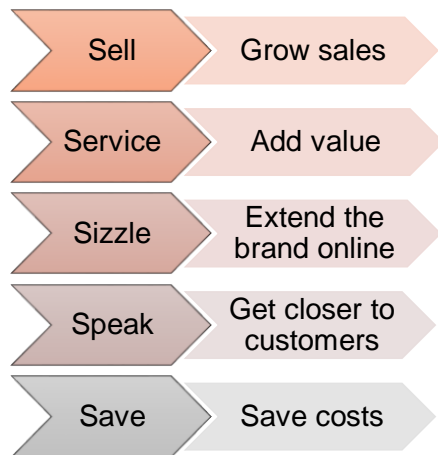 Sell
Grow sales
Service
Add value
Sizzle
Extend the
brand online
Speak
Get closer to
customers
Save
Save costs